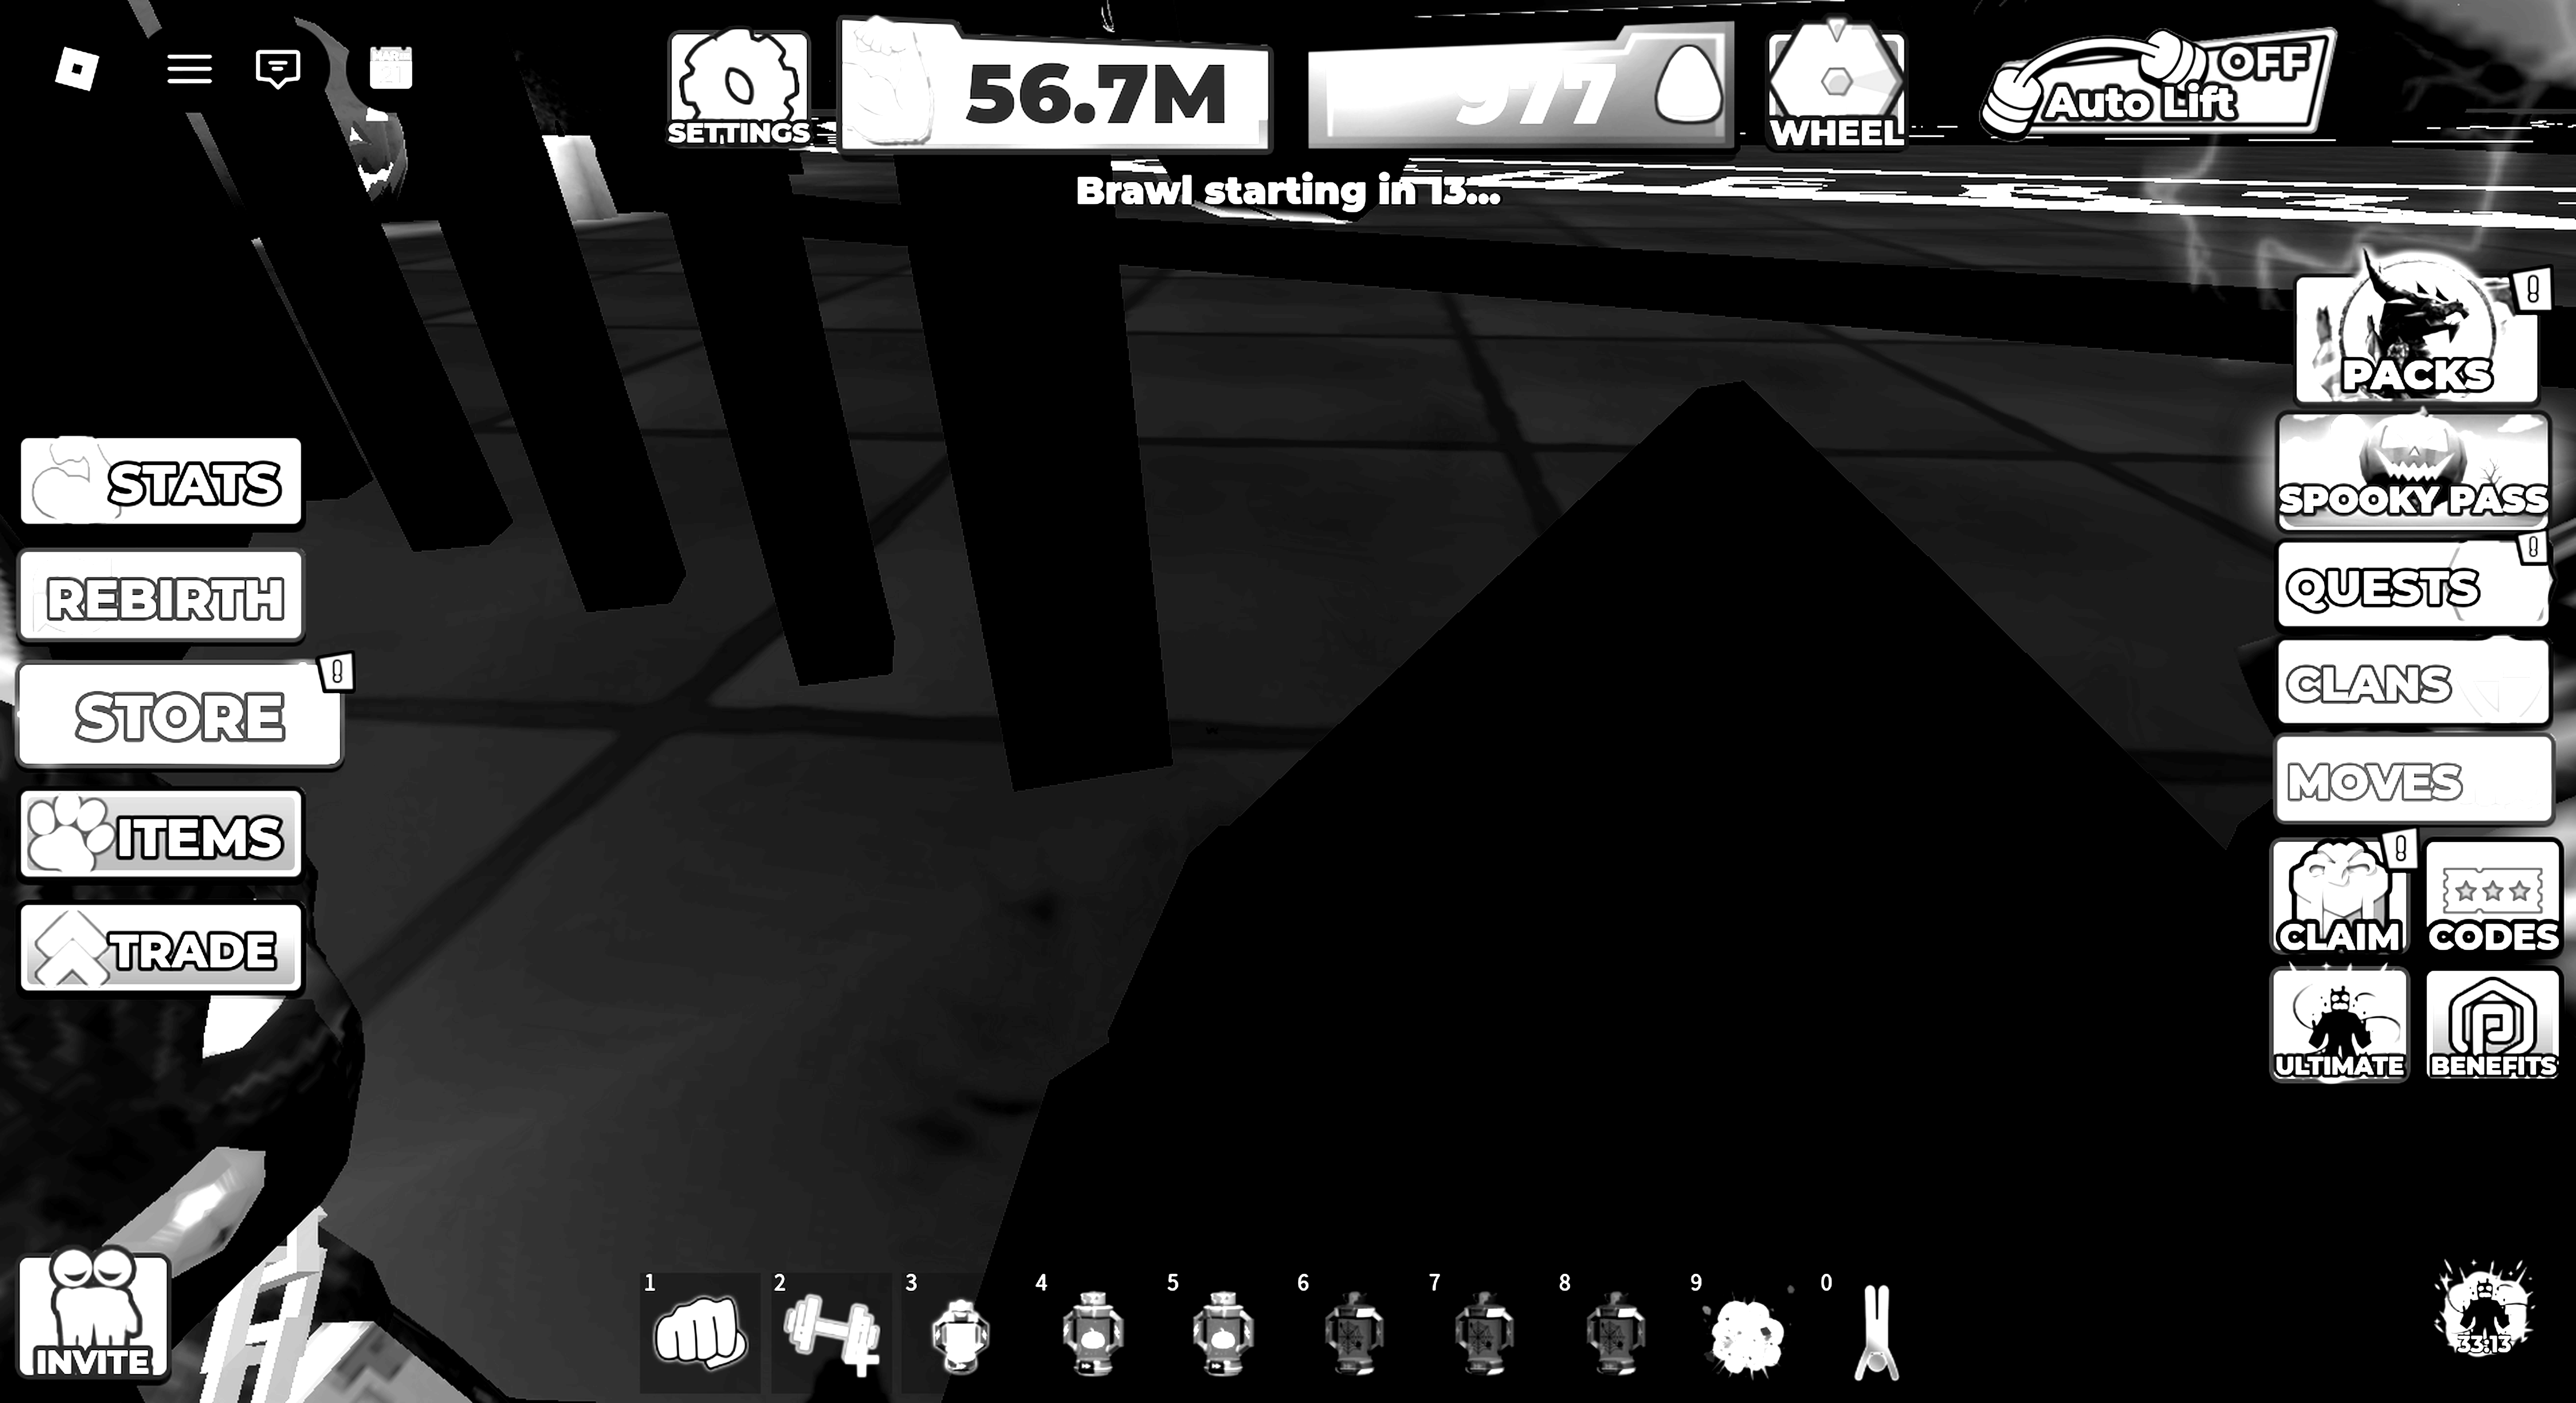 SETTINGS
56.7M
977
WHEEL
OFF
Auto Lift
Brawl starting in 13...
PACKS
STATS
SPOOKY PASS
REBIRTH
QUESTS
STORE
CLANS
MOVES
ITEMS
CLAIM
CODES
TRADE
ULTIMATE
BENEFITS
INVITE
1 2 3 4 5 6 7 8 9 0
33:13